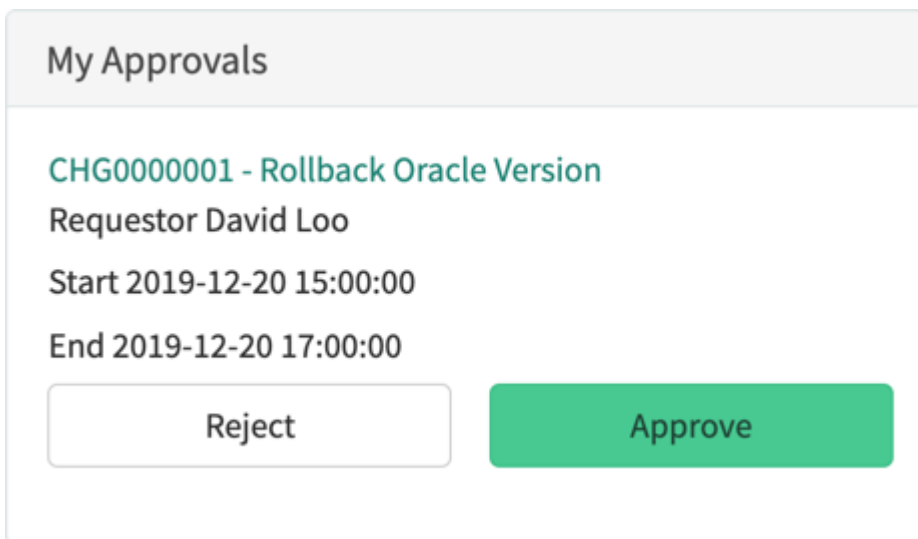 My Approvals
CHG0000001 - Rollback Oracle Version
Requestor David Loo
Start 2019-12-20 15:00:00
End 2019-12-20 17:00:00
Reject
Approve